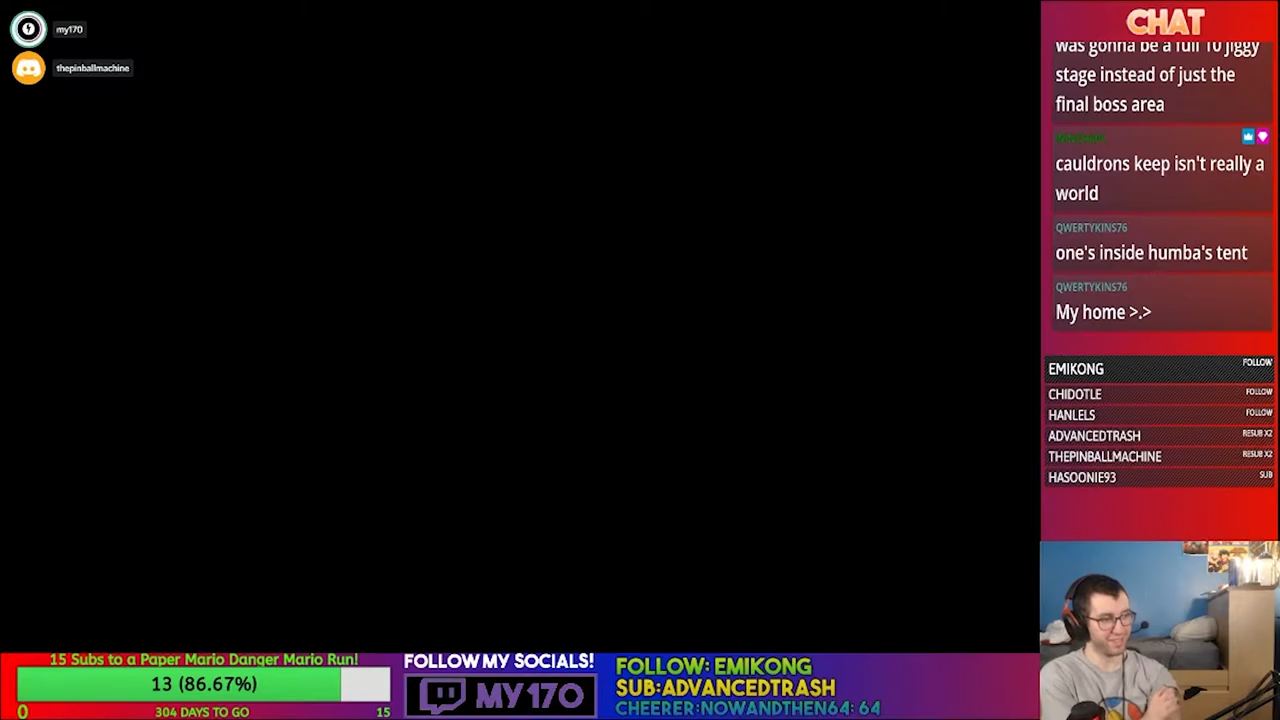 my170
thepinballmachine
CHAT
was gonna be a full 10 jiggy
stage instead of just the
final boss area
cauldrons keep isn't really a
world
QWERTYKINS76
one's inside humba's tent
QWERTYKINS76
My home >.>
EMIKONG FOLLOW
CHIDOTLE FOLLOW
HANLELS FOLLOW
ADVANCEDTRASH RESUB X2
THEPINBALLMACHINE RESUB X2
HASOONIE93 SUB
15 Subs to a Paper Mario Danger Mario Run!
13 (86.67%)
0 304 DAYS TO GO 15
FOLLOW MY SOCIALS!
MY170
FOLLOW: EMIKONG
SUB:ADVANCEDTRASH
CHEERER:NOWANDTHEN64: 64